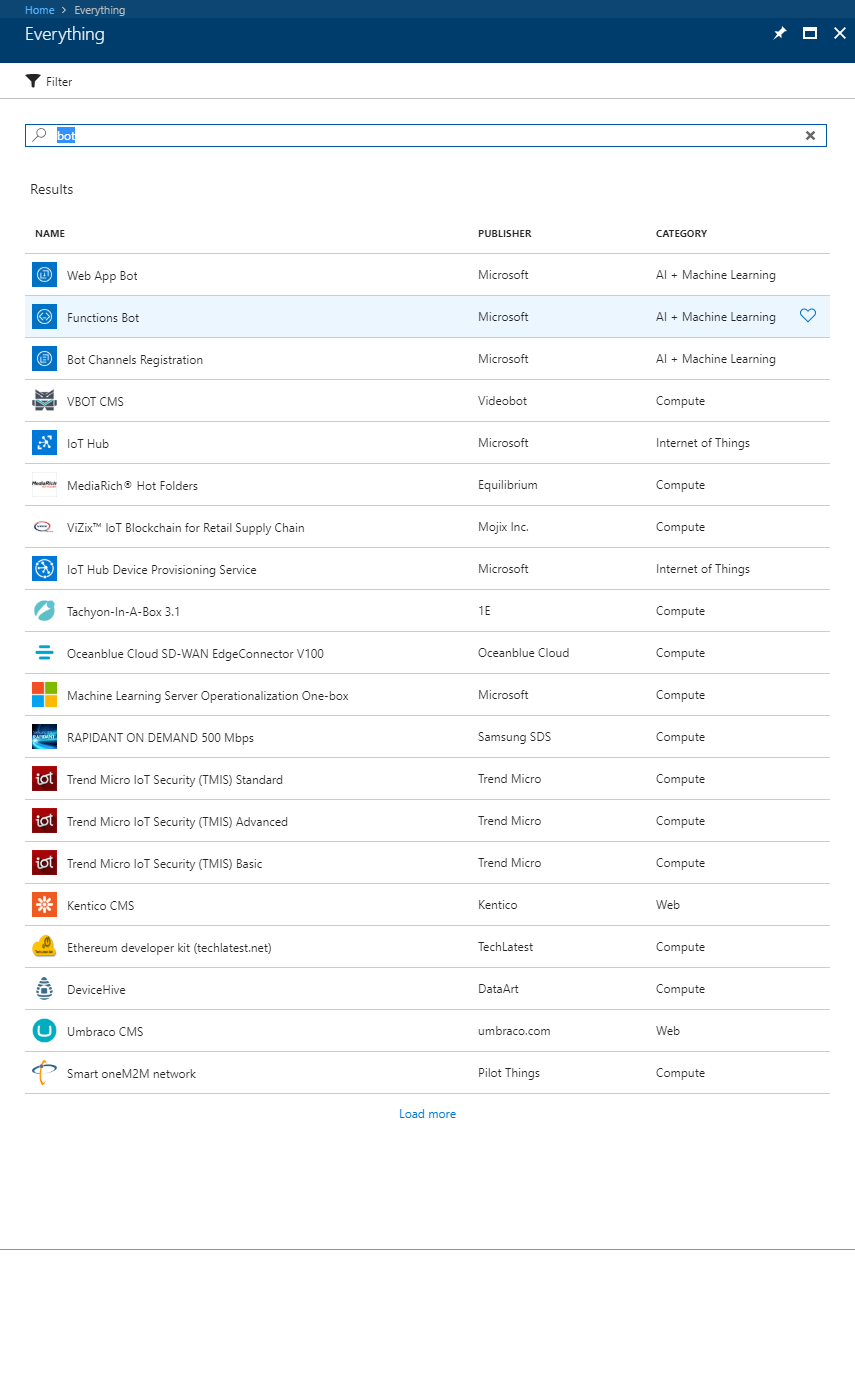 Home > Everything
Everything
Filter
bot
Results
NAME PUBLISHER CATEGORY
Web App Bot Microsoft AI + Machine Learning
Functions Bot Microsoft AI + Machine Learning
Bot Channels Registration Microsoft AI + Machine Learning
VBOT CMS Videobot Compute
IoT Hub Microsoft Internet of Things
MediaRich MediaRich® Hot Folders Equilibrium Compute
ViZix™ IoT Blockchain for Retail Supply Chain Mojix Inc. Compute
IoT Hub Device Provisioning Service Microsoft Internet of Things
Tachyon-In-A-Box 3.1 1E Compute
Oceanblue Cloud SD-WAN EdgeConnector V100 Oceanblue Cloud Compute
Machine Learning Server Operationalization One-box Microsoft Compute
RAPIDANT ON DEMAND 500 Mbps Samsung SDS Compute
iot Trend Micro IoT Security (TMIS) Standard Trend Micro Compute
iot Trend Micro IoT Security (TMIS) Advanced Trend Micro Compute
iot Trend Micro IoT Security (TMIS) Basic Trend Micro Compute
Kentico CMS Kentico Web
Ethereum developer kit (techlatest.net) TechLatest Compute
DeviceHive DataArt Compute
Umbraco CMS umbraco.com Web
Smart oneM2M network Pilot Things Compute
Load more